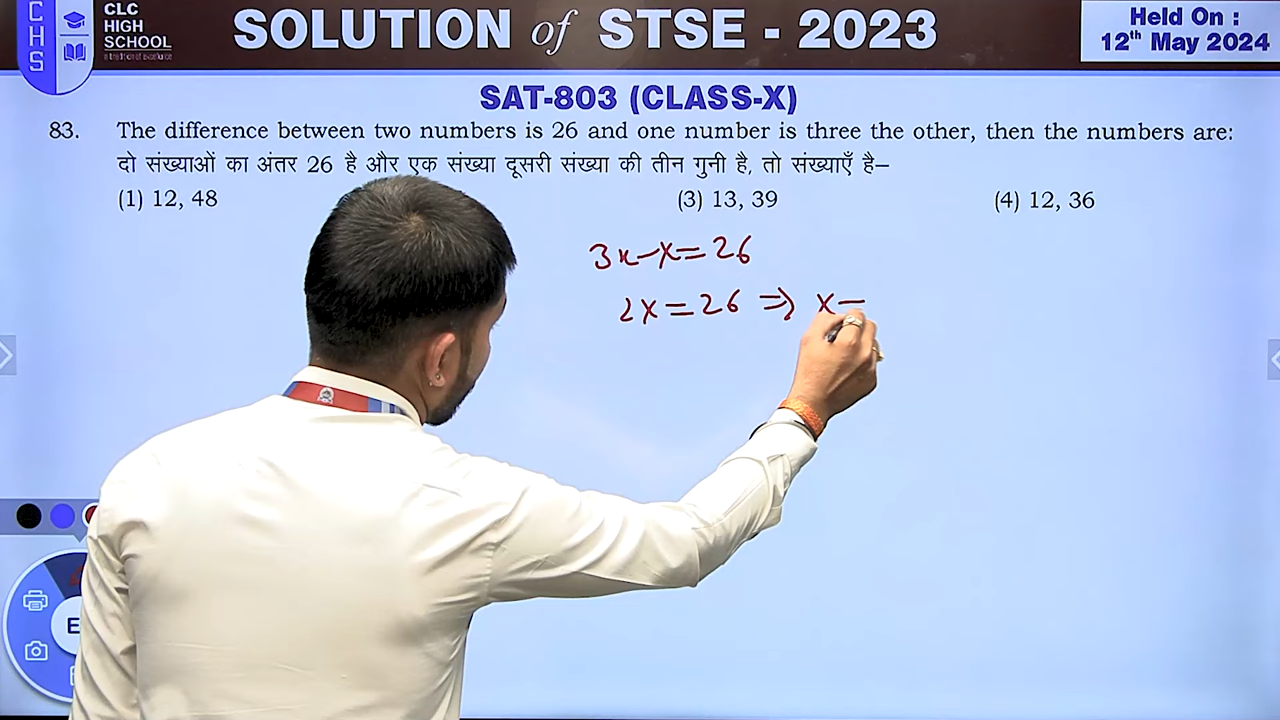 CHS
CLC
HIGH
SCHOOL
SOLUTION of STSE - 2023
Held On :
12th May 2024
SAT-803 (CLASS-X)
83. The difference between two numbers is 26 and one number is three the other, then the numbers are:
दो संख्याओं का अंतर 26 है और एक संख्या दूसरी संख्या की तीन गुनी है, तो संख्याएँ है–
(1) 12, 48 (3) 13, 39 (4) 12, 36
3x-x=26
2x=26 ⇒ x=
E